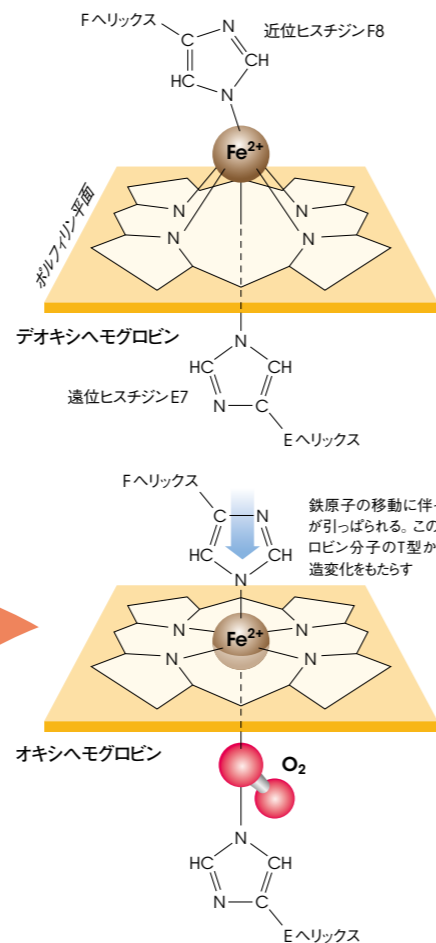 Fヘリックス
近位ヒスチジンF8
C
N
HC
CH
N
Fe2+
N
N
N
N
ポルフィリン平面
デオキシヘモグロビン
N
HC
CH
遠位ヒスチジンE7
N
C
Eヘリックス
Fヘリックス
鉄原子の移動に伴っ
が引っぱられる。この
ロビン分子のT型か
造変化をもたらす
C
N
HC
CH
N
Fe2+
N
N
N
N
オキシヘモグロビン
O2
N
HC
CH
N
C
Eヘリックス